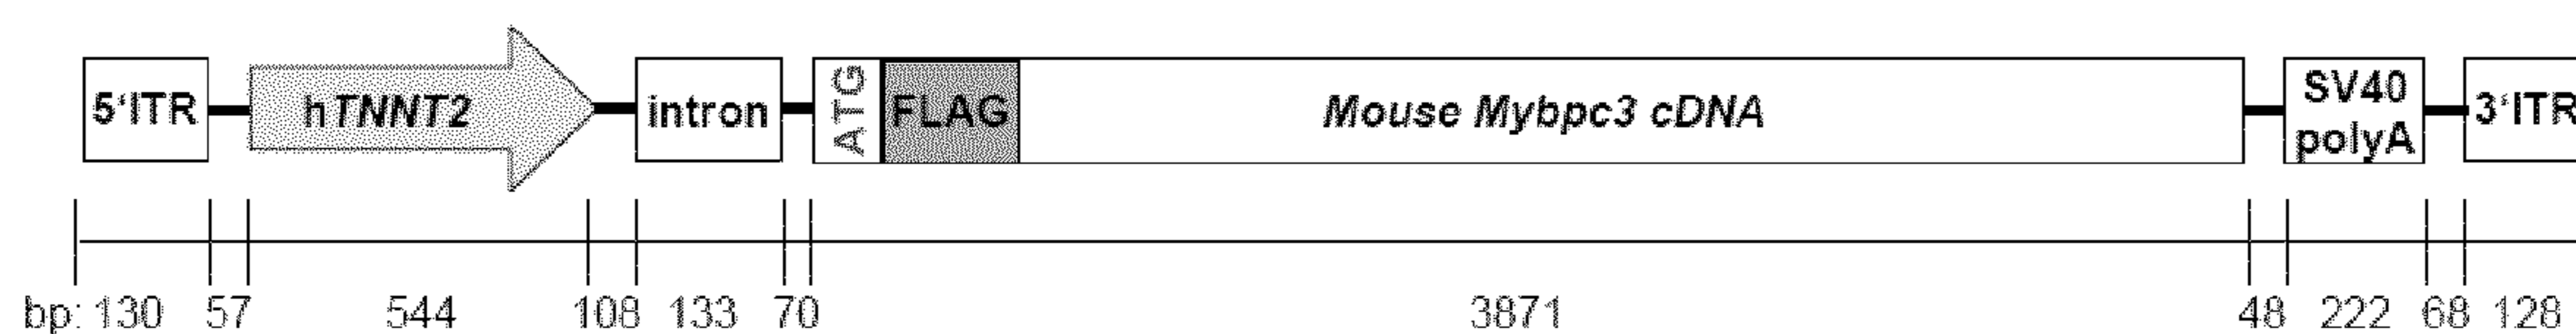 5‘ITR hTNNT2 intron ATG FLAG Mouse Mybpc3 cDNA SV40 polyA 3‘ITR
bp: 130 57 544 108 133 70 3871 48 222 68 128